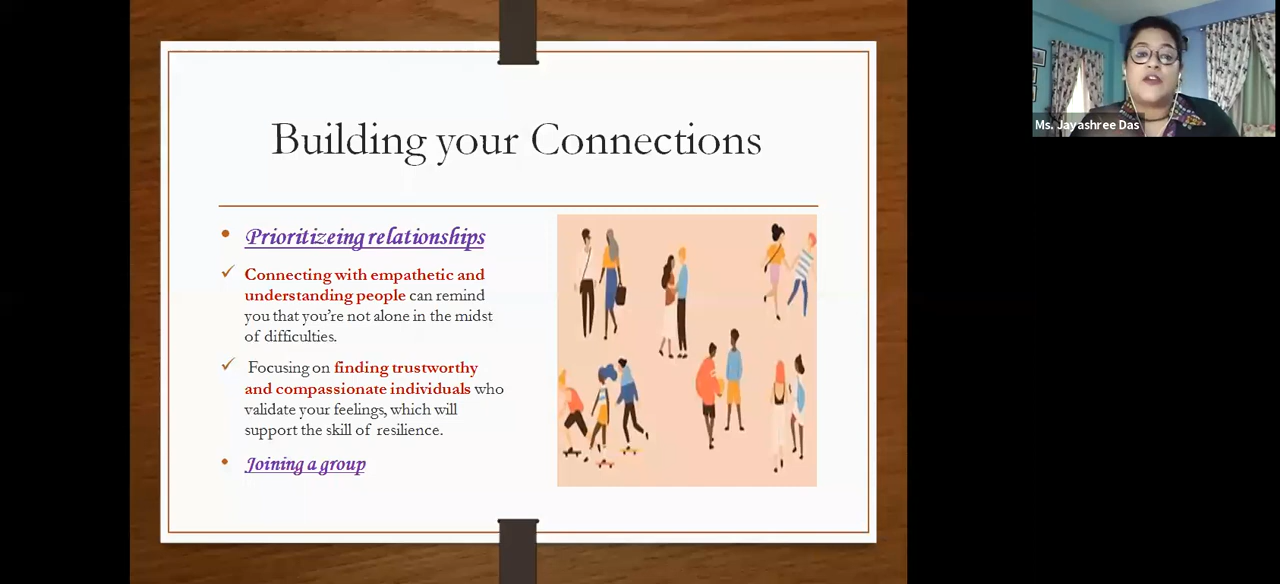 Building your Connections
Prioritizeing relationships
Connecting with empathetic and
understanding people can remind
you that you're not alone in the midst
of difficulties.
Focusing on finding trustworthy
and compassionate individuals who
validate your feelings, which will
support the skill of resilience.
Joining a group
Ms. Jayashree Das